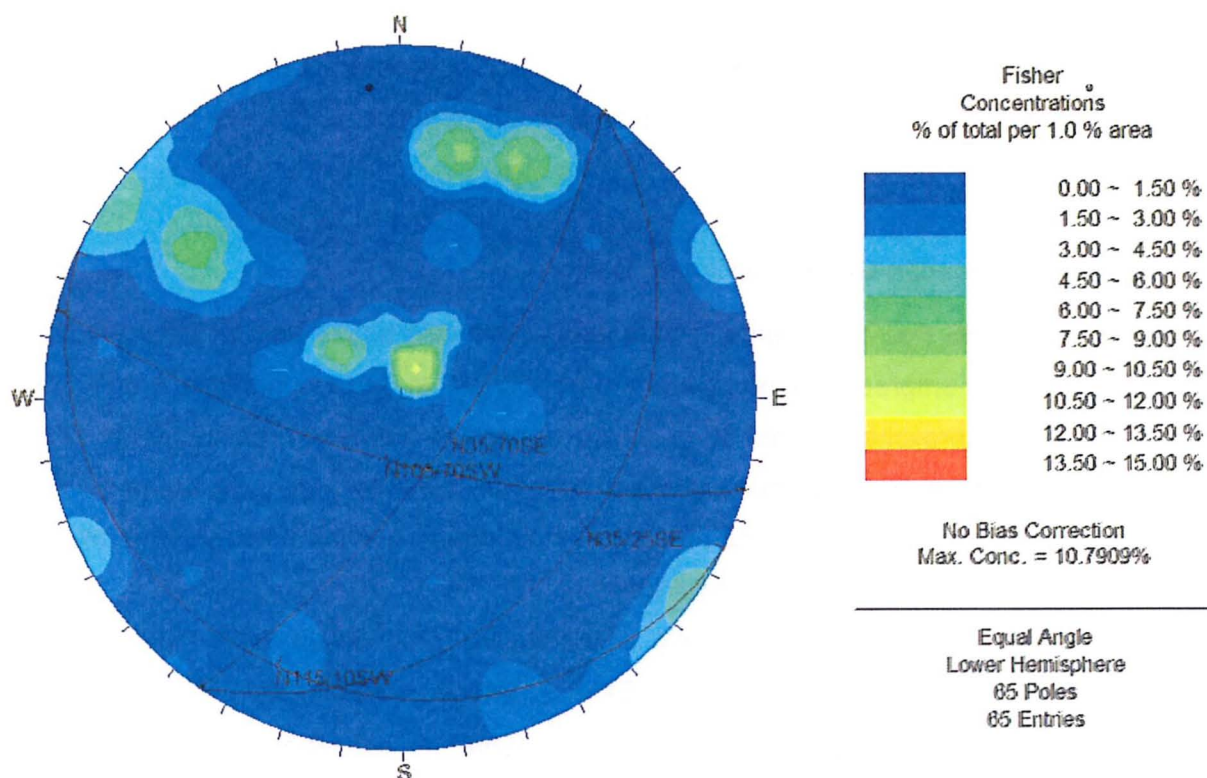 N
W
E
S
N35/70SE
N105/70SW
N35/25SE
N145/10SW
Fisher
Concentrations
% of total per 1.0 % area
0.00 ~ 1.50 %
1.50 ~ 3.00 %
3.00 ~ 4.50 %
4.50 ~ 6.00 %
6.00 ~ 7.50 %
7.50 ~ 9.00 %
9.00 ~ 10.50 %
10.50 ~ 12.00 %
12.00 ~ 13.50 %
13.50 ~ 15.00 %
No Bias Correction
Max. Conc. = 10.7909%
Equal Angle
Lower Hemisphere
65 Poles
65 Entries